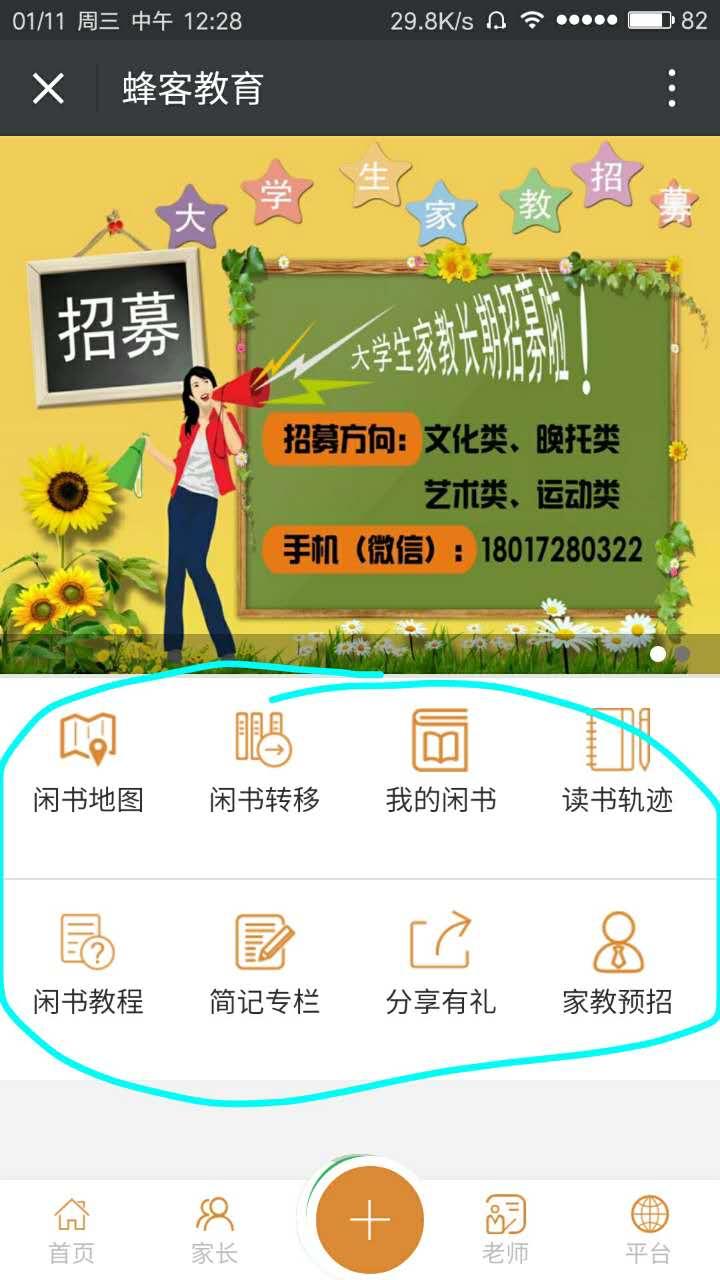 01/11 周三 中午 12:28 29.8K/s 82
蜂客教育
大学生家教招募
招募
大学生家教长期招募啦！
招募方向：文化类、晚托类
艺术类、运动类
手机（微信）：18017280322
闲书地图 闲书转移 我的闲书 读书轨迹
闲书教程 简记专栏 分享有礼 家教预招
首页 家长 老师 平台